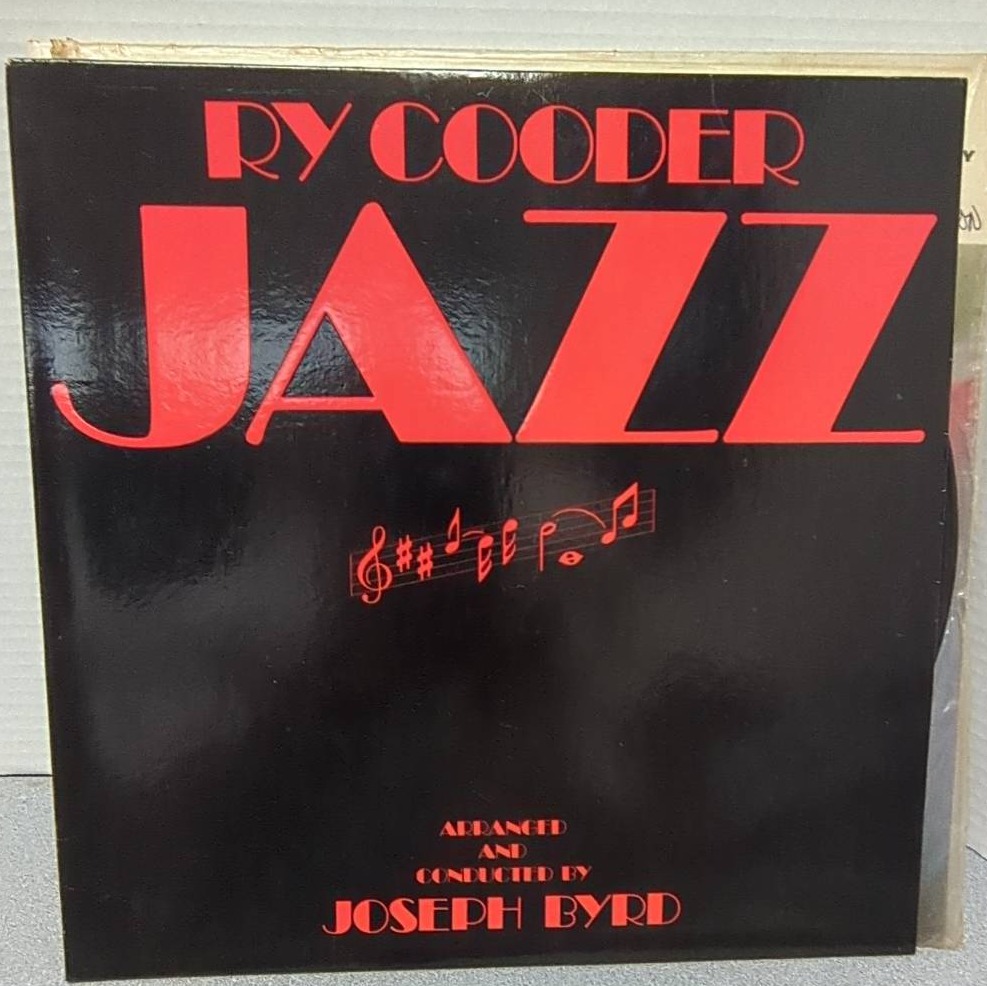 RY COODER
JAZZ
ARRANGED
AND
CONDUCTED BY
JOSEPH BYRD